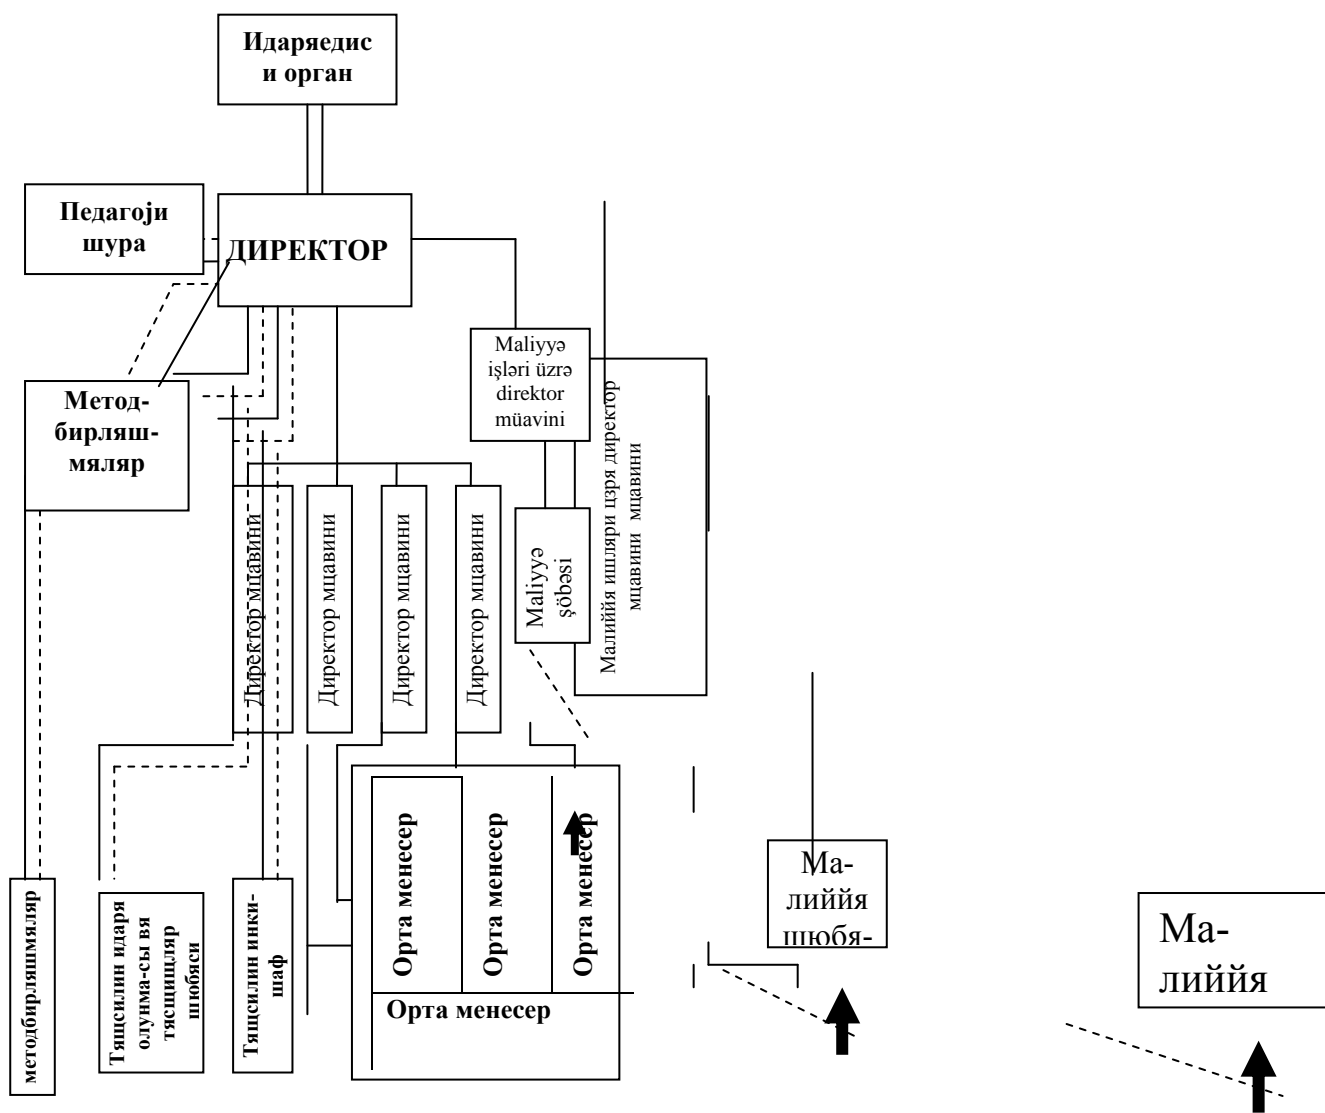 Идаряедис
и орган
Педагоји
шура
ДИРЕКТОР
Maliyyə
işləri üzrə
direktor
müavini
Метод-
бирляш-
мяляр
Малиййя ишляри цзря директор
мцавини мцавини
Директор мцавини
Директор мцавини
Директор мцавини
Директор мцавини
Maliyyə
şöbəsi
методбирляшмяляр
Тящсилин идаря
олунма-сы вя
тясщищляр
шюбяси
Тящсилин инки-
шаф
Орта менесер
Орта менесер
Орта менесер
Орта менесер
Ма-
лиййя
шюбя-
Ма-
лиййя